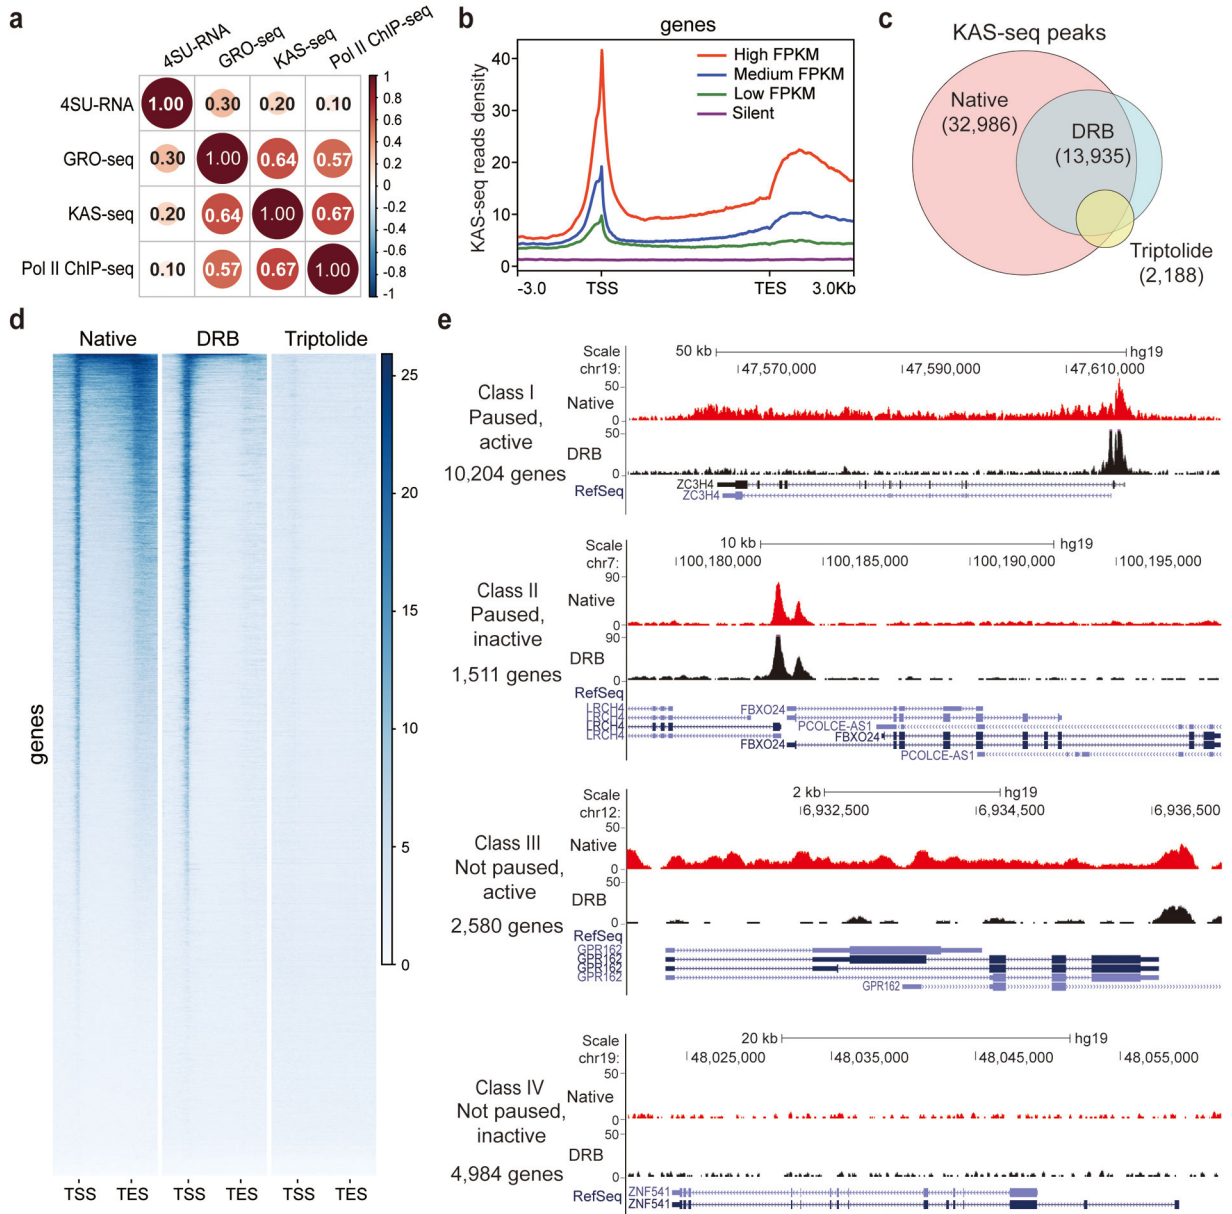 a
4SU-RNA
GRO-seq
KAS-seq
Pol II ChIP-seq
4SU-RNA 1.00 0.30 0.20 0.10
GRO-seq 0.30 1.00 0.64 0.57
KAS-seq 0.20 0.64 1.00 0.67
Pol II ChIP-seq 0.10 0.57 0.67 1.00
1
0.8
0.6
0.4
0.2
0
-0.2
-0.4
-0.6
-0.8
-1
b
genes
KAS-seq reads density
40
30
20
10
0
High FPKM
Medium FPKM
Low FPKM
Silent
-3.0 TSS TES 3.0Kb
c
KAS-seq peaks
Native
(32,986)
DRB
(13,935)
Triptolide
(2,188)
d
Native DRB Triptolide
genes
25
20
15
10
5
0
TSS TES TSS TES TSS TES
e
Class I
Paused,
active
10,204 genes
Scale 50 kb hg19
chr19: 47,570,000 47,590,000 47,610,000
50
Native
0
50
DRB
0
ZC3H4
RefSeq
ZC3H4
Class II
Paused,
inactive
1,511 genes
Scale 10 kb hg19
chr7: 100,180,000 100,185,000 100,190,000 100,195,000
90
Native
0
90
DRB
0
RefSeq
LRCH4 FBXO24
LRCH4
LRCH4 PCOLCE-AS1
LRCH4 FBXO24
FBXO24
PCOLCE-AS1
Class III
Not paused,
active
2,580 genes
Scale 2 kb hg19
chr12: 6,932,500 6,934,500 6,936,500
50
Native
0
50
DRB
0
RefSeq
GPR162
GPR162
GPR162
GPR162
GPR162
Class IV
Not paused,
inactive
4,984 genes
Scale 20 kb hg19
chr19: 48,025,000 48,035,000 48,045,000 48,055,000
50
Native
0
50
DRB
0
RefSeq ZNF541
ZNF541